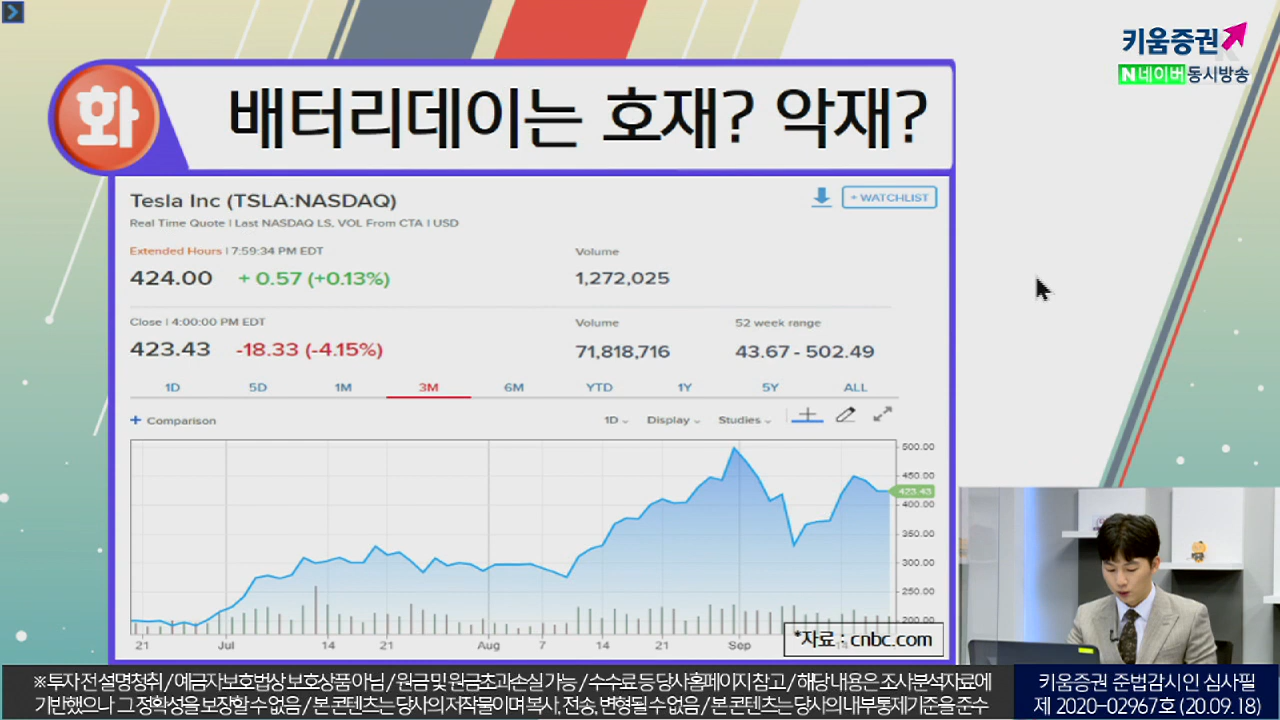 키움증권
N 네이버 동시방송
화
배터리데이는 호재? 악재?
Tesla Inc (TSLA:NASDAQ)
+ WATCHLIST
Real Time Quote | Last NASDAQ LS, VOL From CTA | USD
Extended Hours | 7:59:34 PM EDT
Volume
424.00 + 0.57 (+0.13%)
1,272,025
Close | 4:00:00 PM EDT
Volume
52 week range
423.43 -18.33 (-4.15%)
71,818,716
43.67 - 502.49
1D 5D 1M 3M 6M YTD 1Y 5Y ALL
+ Comparison
1D Display Studies
500.00
450.00
423.43
400.00
350.00
300.00
250.00
200.00
21 Jul 14 21 Aug 7 14 21 Sep 14
*자료 : cnbc.com
※ 투자 전 설명청취 / 예금자보호법상 보호상품 아님 / 원금 및 원금초과손실 가능 / 수수료 등 당사홈페이지 참고 / 해당 내용은 조사분석자료에
기반했으나 그 정확성을 보장할 수 없음 / 본 콘텐츠는 당사의 저작물이며 복사, 전송, 변형될 수 없음 / 본 콘텐츠는 당사의 내부통제기준을 준수
키움증권 준법감시인 심사필
제 2020-02967호 (20.09.18)